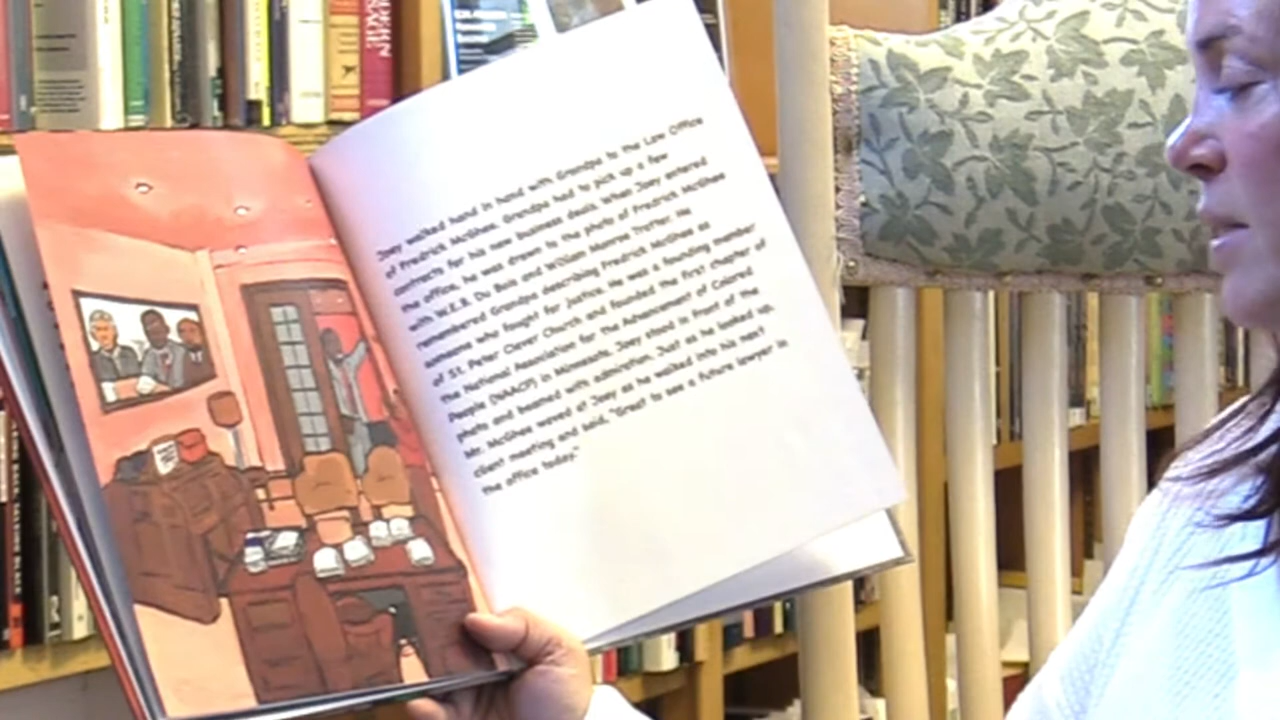 Joey walked hand in hand with Grandpa to the Law Office
of Fredrick McGhee. Grandpa had to pick up a few
contracts for his new business deals. When Joey entered
the office, he was drawn to the photo of Fredrick McGhee
with W.E.B. Du Bois and William Monroe Trotter. He
remembered Grandpa describing Fredrick McGhee as
someone who fought for justice. He was a founding member
of St. Peter Claver Church and founded the first chapter of
the National Association for the Advancement of Colored
People (NAACP) in Minnesota. Joey stood in front of the
photo and beamed with admiration. Just as he looked up,
Mr. McGhee waved at Joey as he walked into his next
client meeting and said, "Great to see a future lawyer in
the office today."